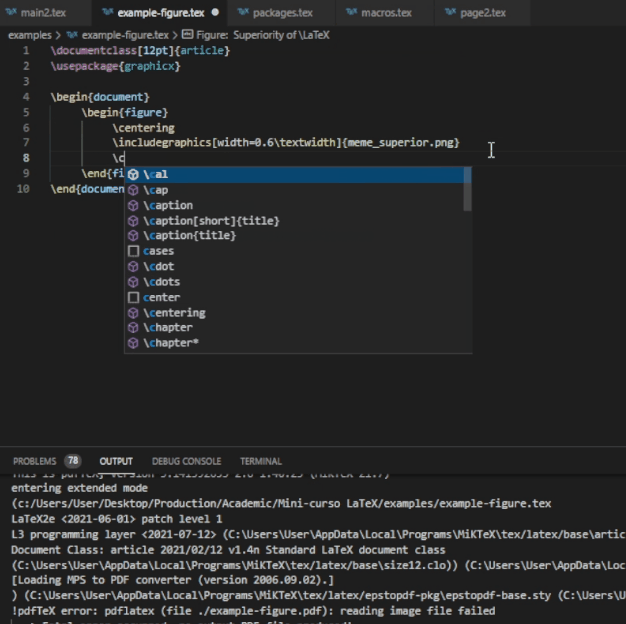 main2.tex example-figure.tex packages.tex macros.tex page2.tex
examples > example-figure.tex > Figure: Superiority of \LaTeX
1 \documentclass[12pt]{article}
2 \usepackage{graphicx}
3
4 \begin{document}
5 \begin{figure}
6 \centering
7 \includegraphics[width=0.6\textwidth]{meme_superior.png}
8 \c
9 \end{fi
10 \end{documen
\cal
\cap
\caption
\caption[short]{title}
\caption{title}
cases
\cdot
\cdots
center
\centering
\chapter
\chapter*
PROBLEMS 78 OUTPUT DEBUG CONSOLE TERMINAL
entering extended mode
(c:/Users/User/Desktop/Production/Academic/Mini-curso LaTeX/examples/example-figure.tex
LaTeX2e <2021-06-01> patch level 1
L3 programming layer <2021-07-12> (C:\Users\User\AppData\Local\Programs\MiKTeX\tex/latex/base\artic
Document Class: article 2021/02/12 v1.4n Standard LaTeX document class
(C:\Users\User\AppData\Local\Programs\MiKTeX\tex/latex/base\size12.clo)) (C:\Users\User\AppData\Loc
[Loading MPS to PDF converter (version 2006.09.02).]
) (C:\Users\User\AppData\Local\Programs\MiKTeX\tex/latex/epstopdf-pkg\epstopdf-base.sty (C:\Users\U
!pdfTeX error: pdflatex (file ./example-figure.pdf): reading image file failed